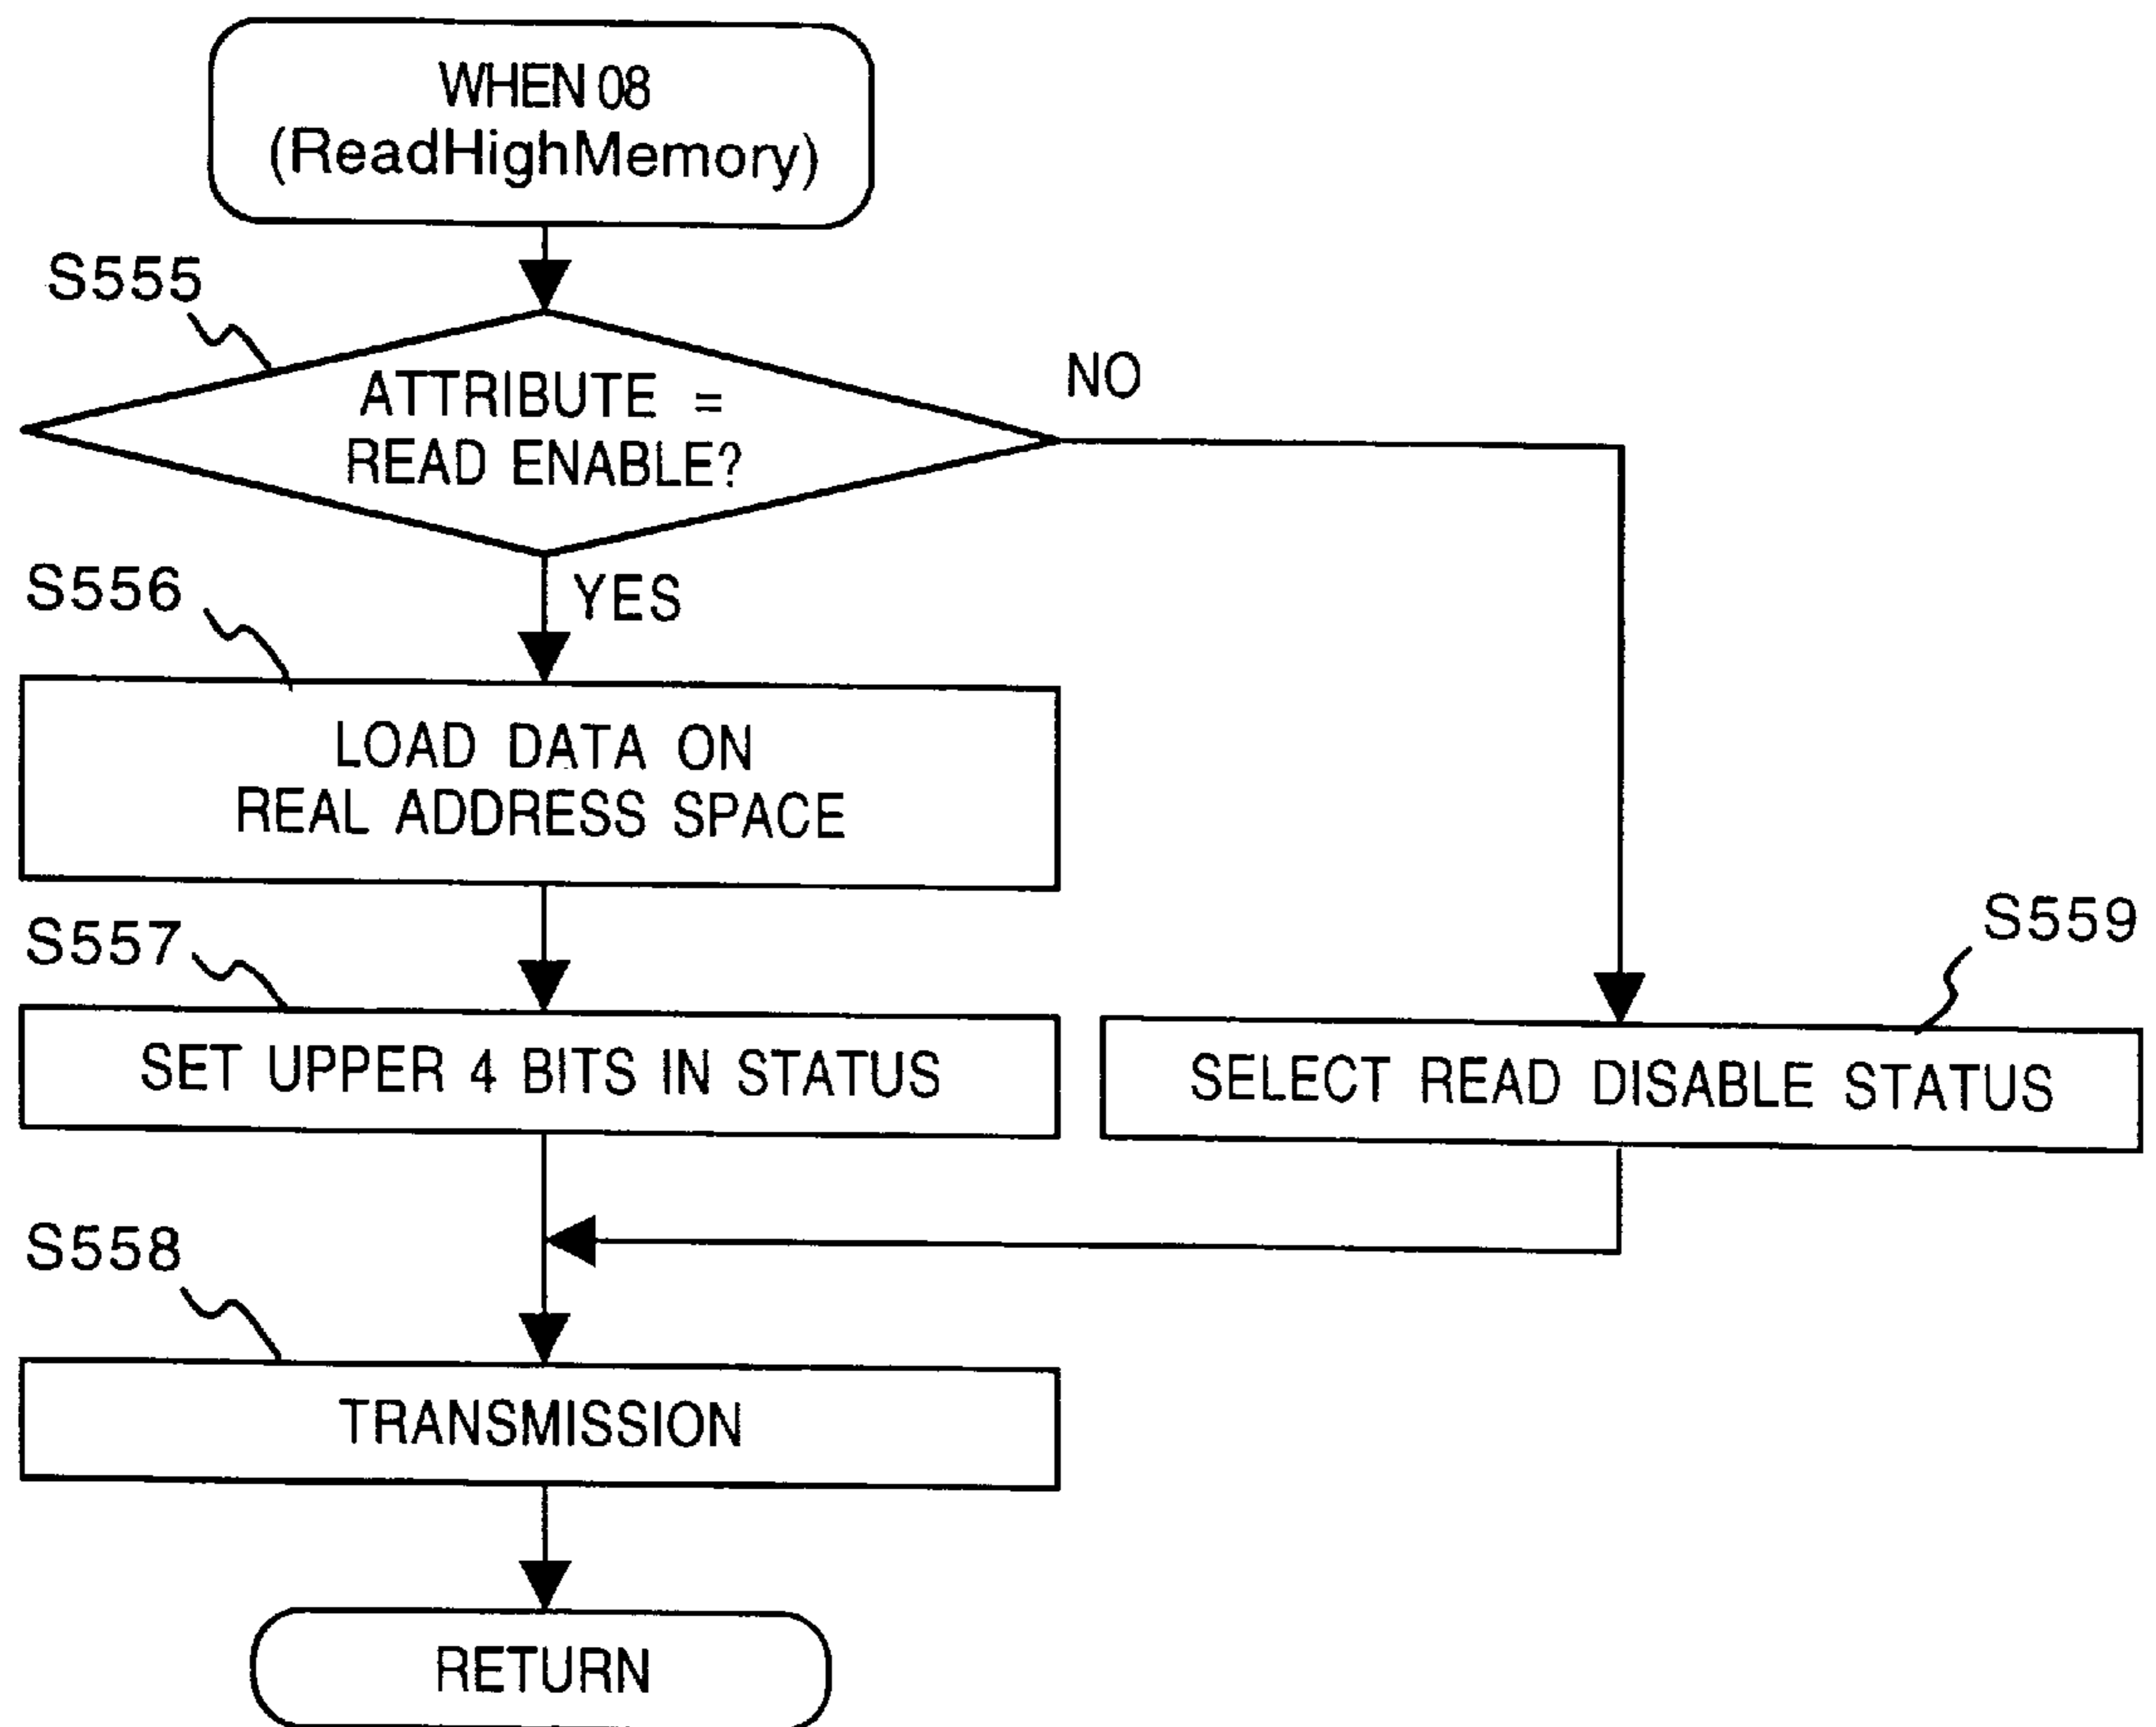 WHEN 08
(ReadHighMemory)
S555
ATTRIBUTE =
READ ENABLE?
NO
YES
S556
LOAD DATA ON
REAL ADDRESS SPACE
S557
SET UPPER 4 BITS IN STATUS
S559
SELECT READ DISABLE STATUS
S558
TRANSMISSION
RETURN